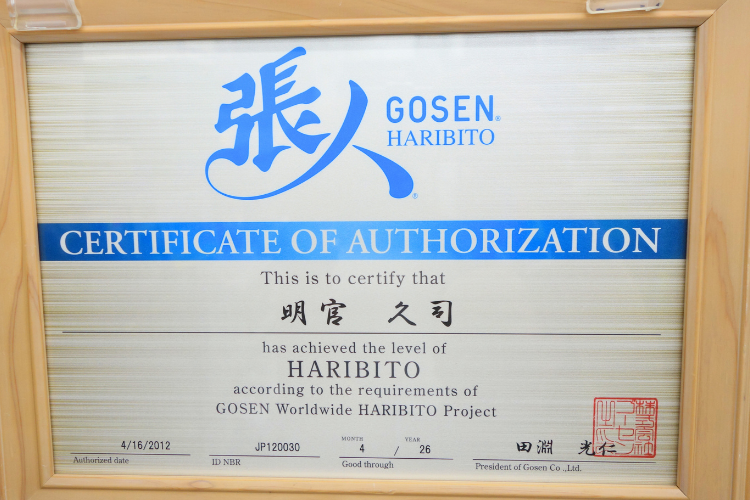 張人
GOSEN®
HARIBITO
®
CERTIFICATE OF AUTHORIZATION
This is to certify that
明官 久司
has achieved the level of
HARIBITO
according to the requirements of
GOSEN Worldwide HARIBITO Project
4/16/2012 JP120030 MONTH 4 / YEAR 26 田淵 光仁
Authorized date ID NBR Good through President of Gosen Co.,Ltd.